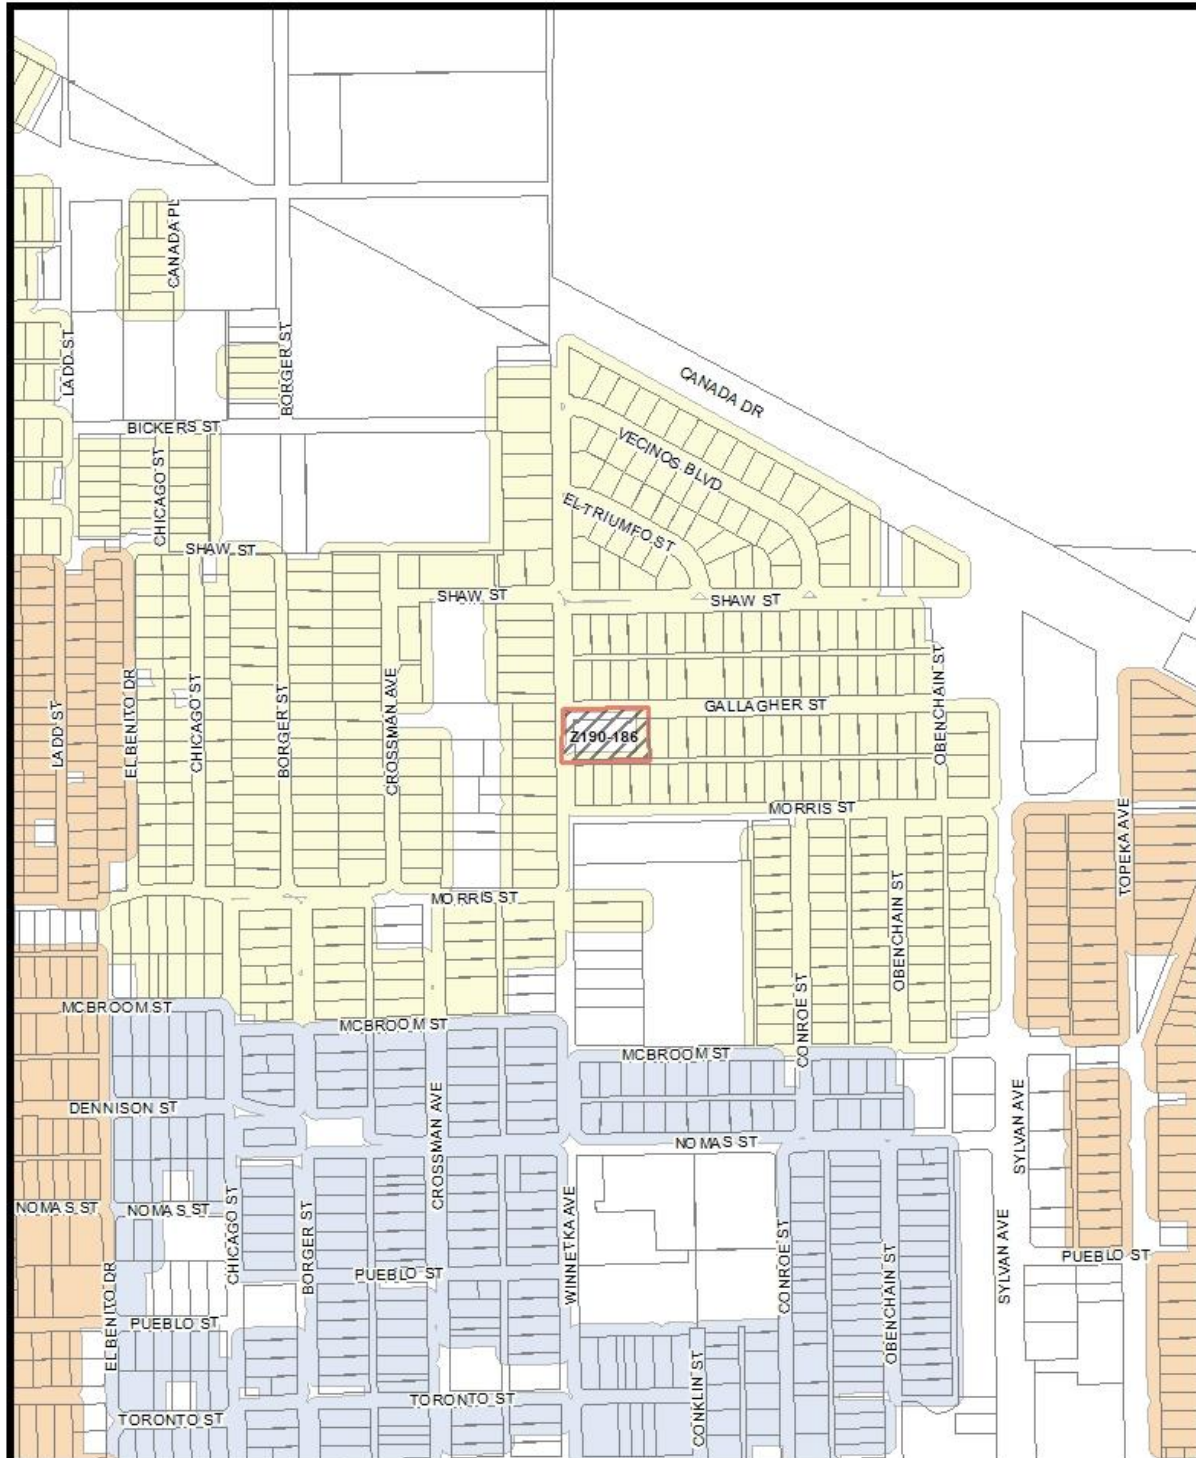 CANADA PL
LADD ST
BORGER ST
CANADA DR
BICKERS ST
CHICAGO ST
VECINOS BLVD
EL TRIUMFO ST
SHAW ST
SHAW ST
SHAW ST
LADD ST
EL BENITO DR
CHICAGO ST
BORGER ST
CROSSMAN AVE
GALLAGHER ST
OBENCHAIN ST
Z190-186
MORRIS ST
TOPEKA AVE
MORRIS ST
OBENCHAIN ST
CONROE ST
MCBROOM ST
MCBROOM ST
MCBROOM ST
DENNISON ST
CROSSMAN AVE
NOMAS ST
SYLVAN AVE
NOMAS ST
NOMAS ST
CHICAGO ST
BORGER ST
WINNETKA AVE
CONROE ST
OBENCHAIN ST
SYLVAN AVE
PUEBLO ST
PUEBLO ST
EL BENITO DR
PUEBLO ST
CONKLIN ST
TORONTO ST
TORONTO ST